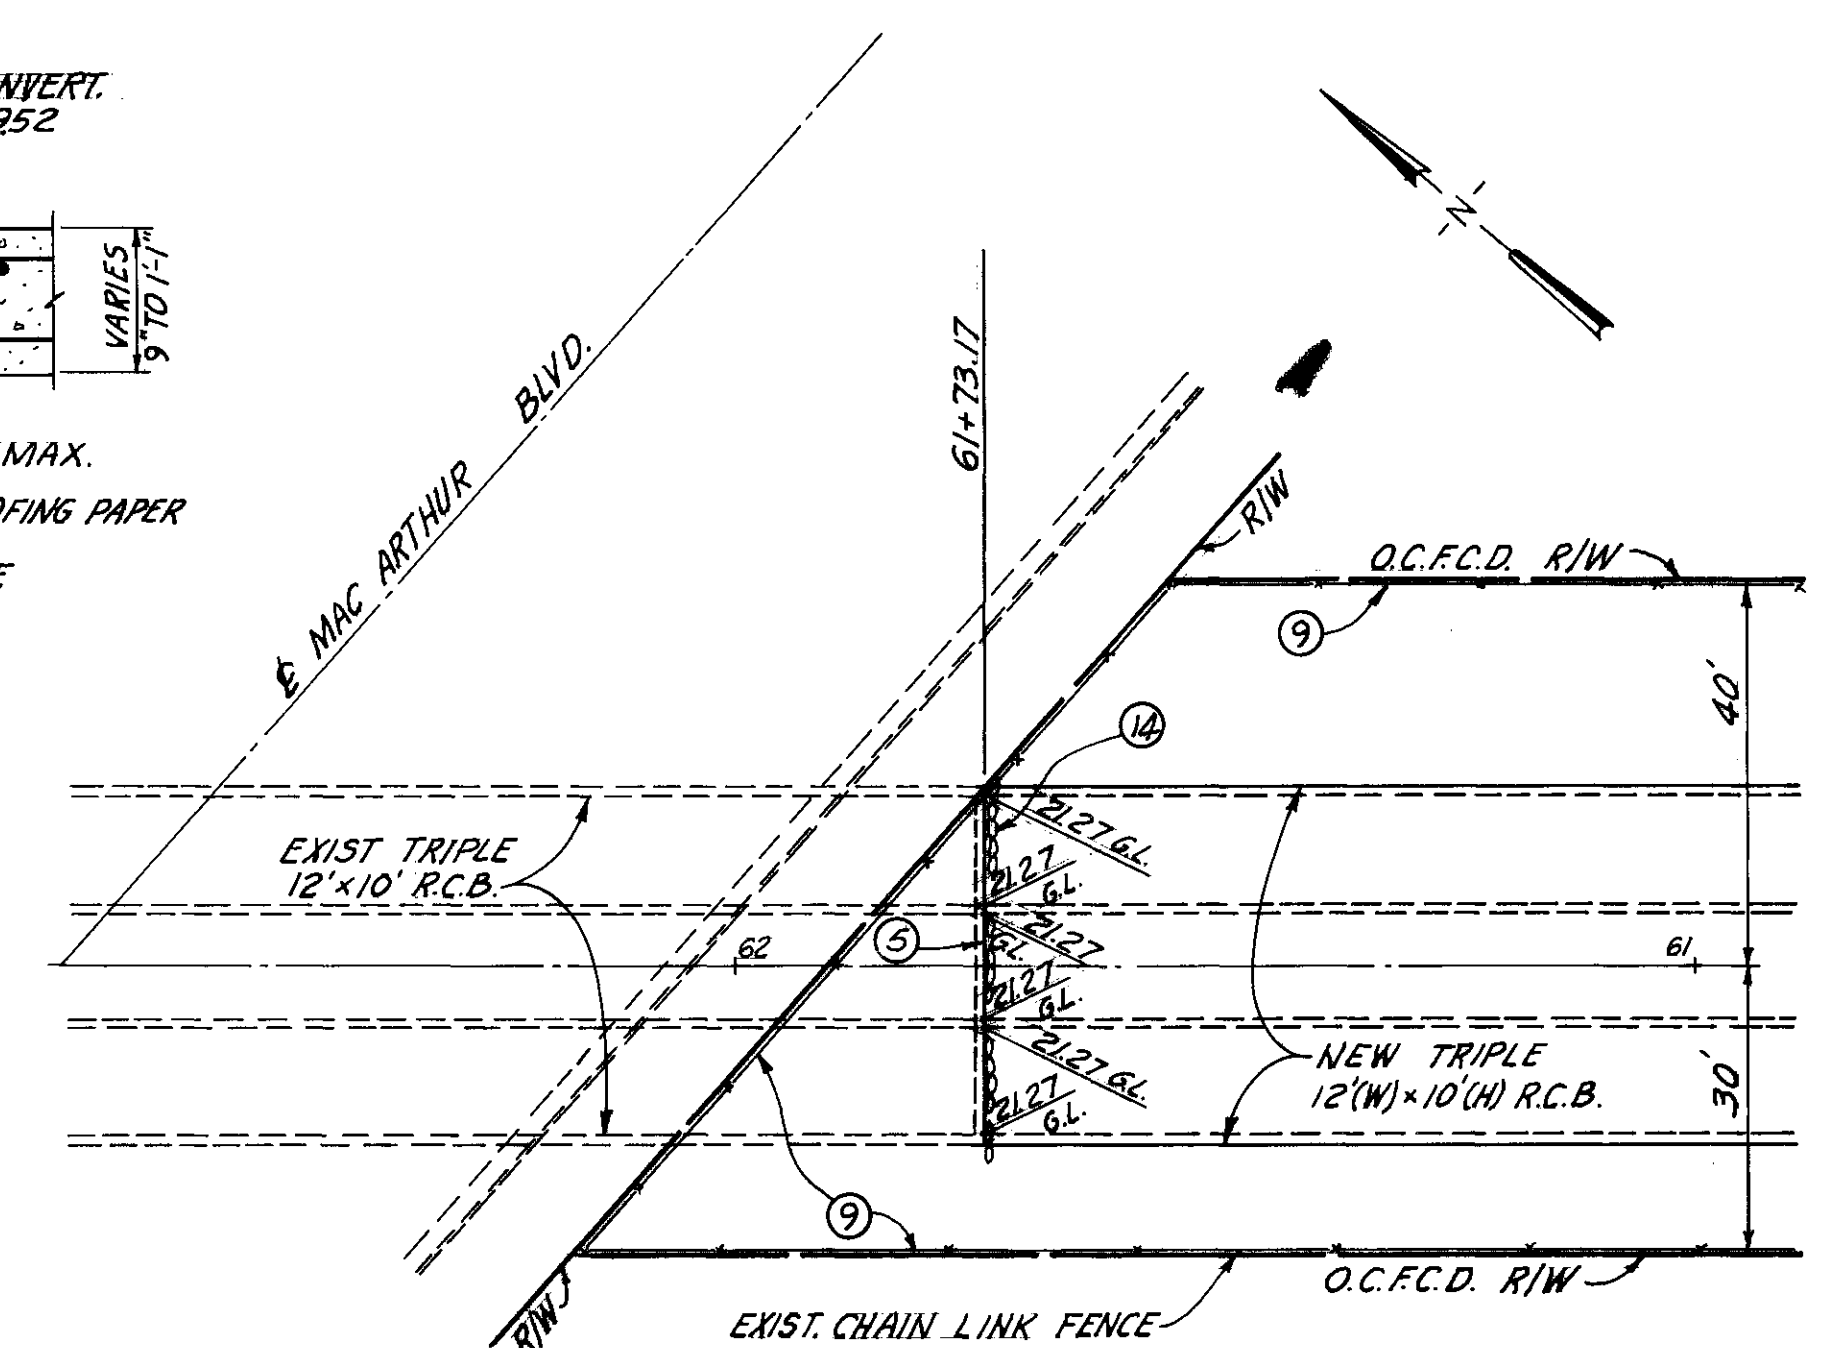 NVERT.
952
VARIES
9" TO 1'-1"
MAX.
OFING PAPER
E
℄ MAC ARTHUR BLVD.
61+73.17
-N-
R/W
O.C.F.C.D. R/W
9
40'
14
21.27 G.L.
EXIST TRIPLE
12'x10' R.C.B.
21.27
G.L.
5
21.27
G.L.
62
61
21.27
G.L.
21.27 G.L.
NEW TRIPLE
12'(W)x10'(H) R.C.B.
30'
21.27
G.L.
9
O.C.F.C.D. R/W
R/W
EXIST. CHAIN LINK FENCE